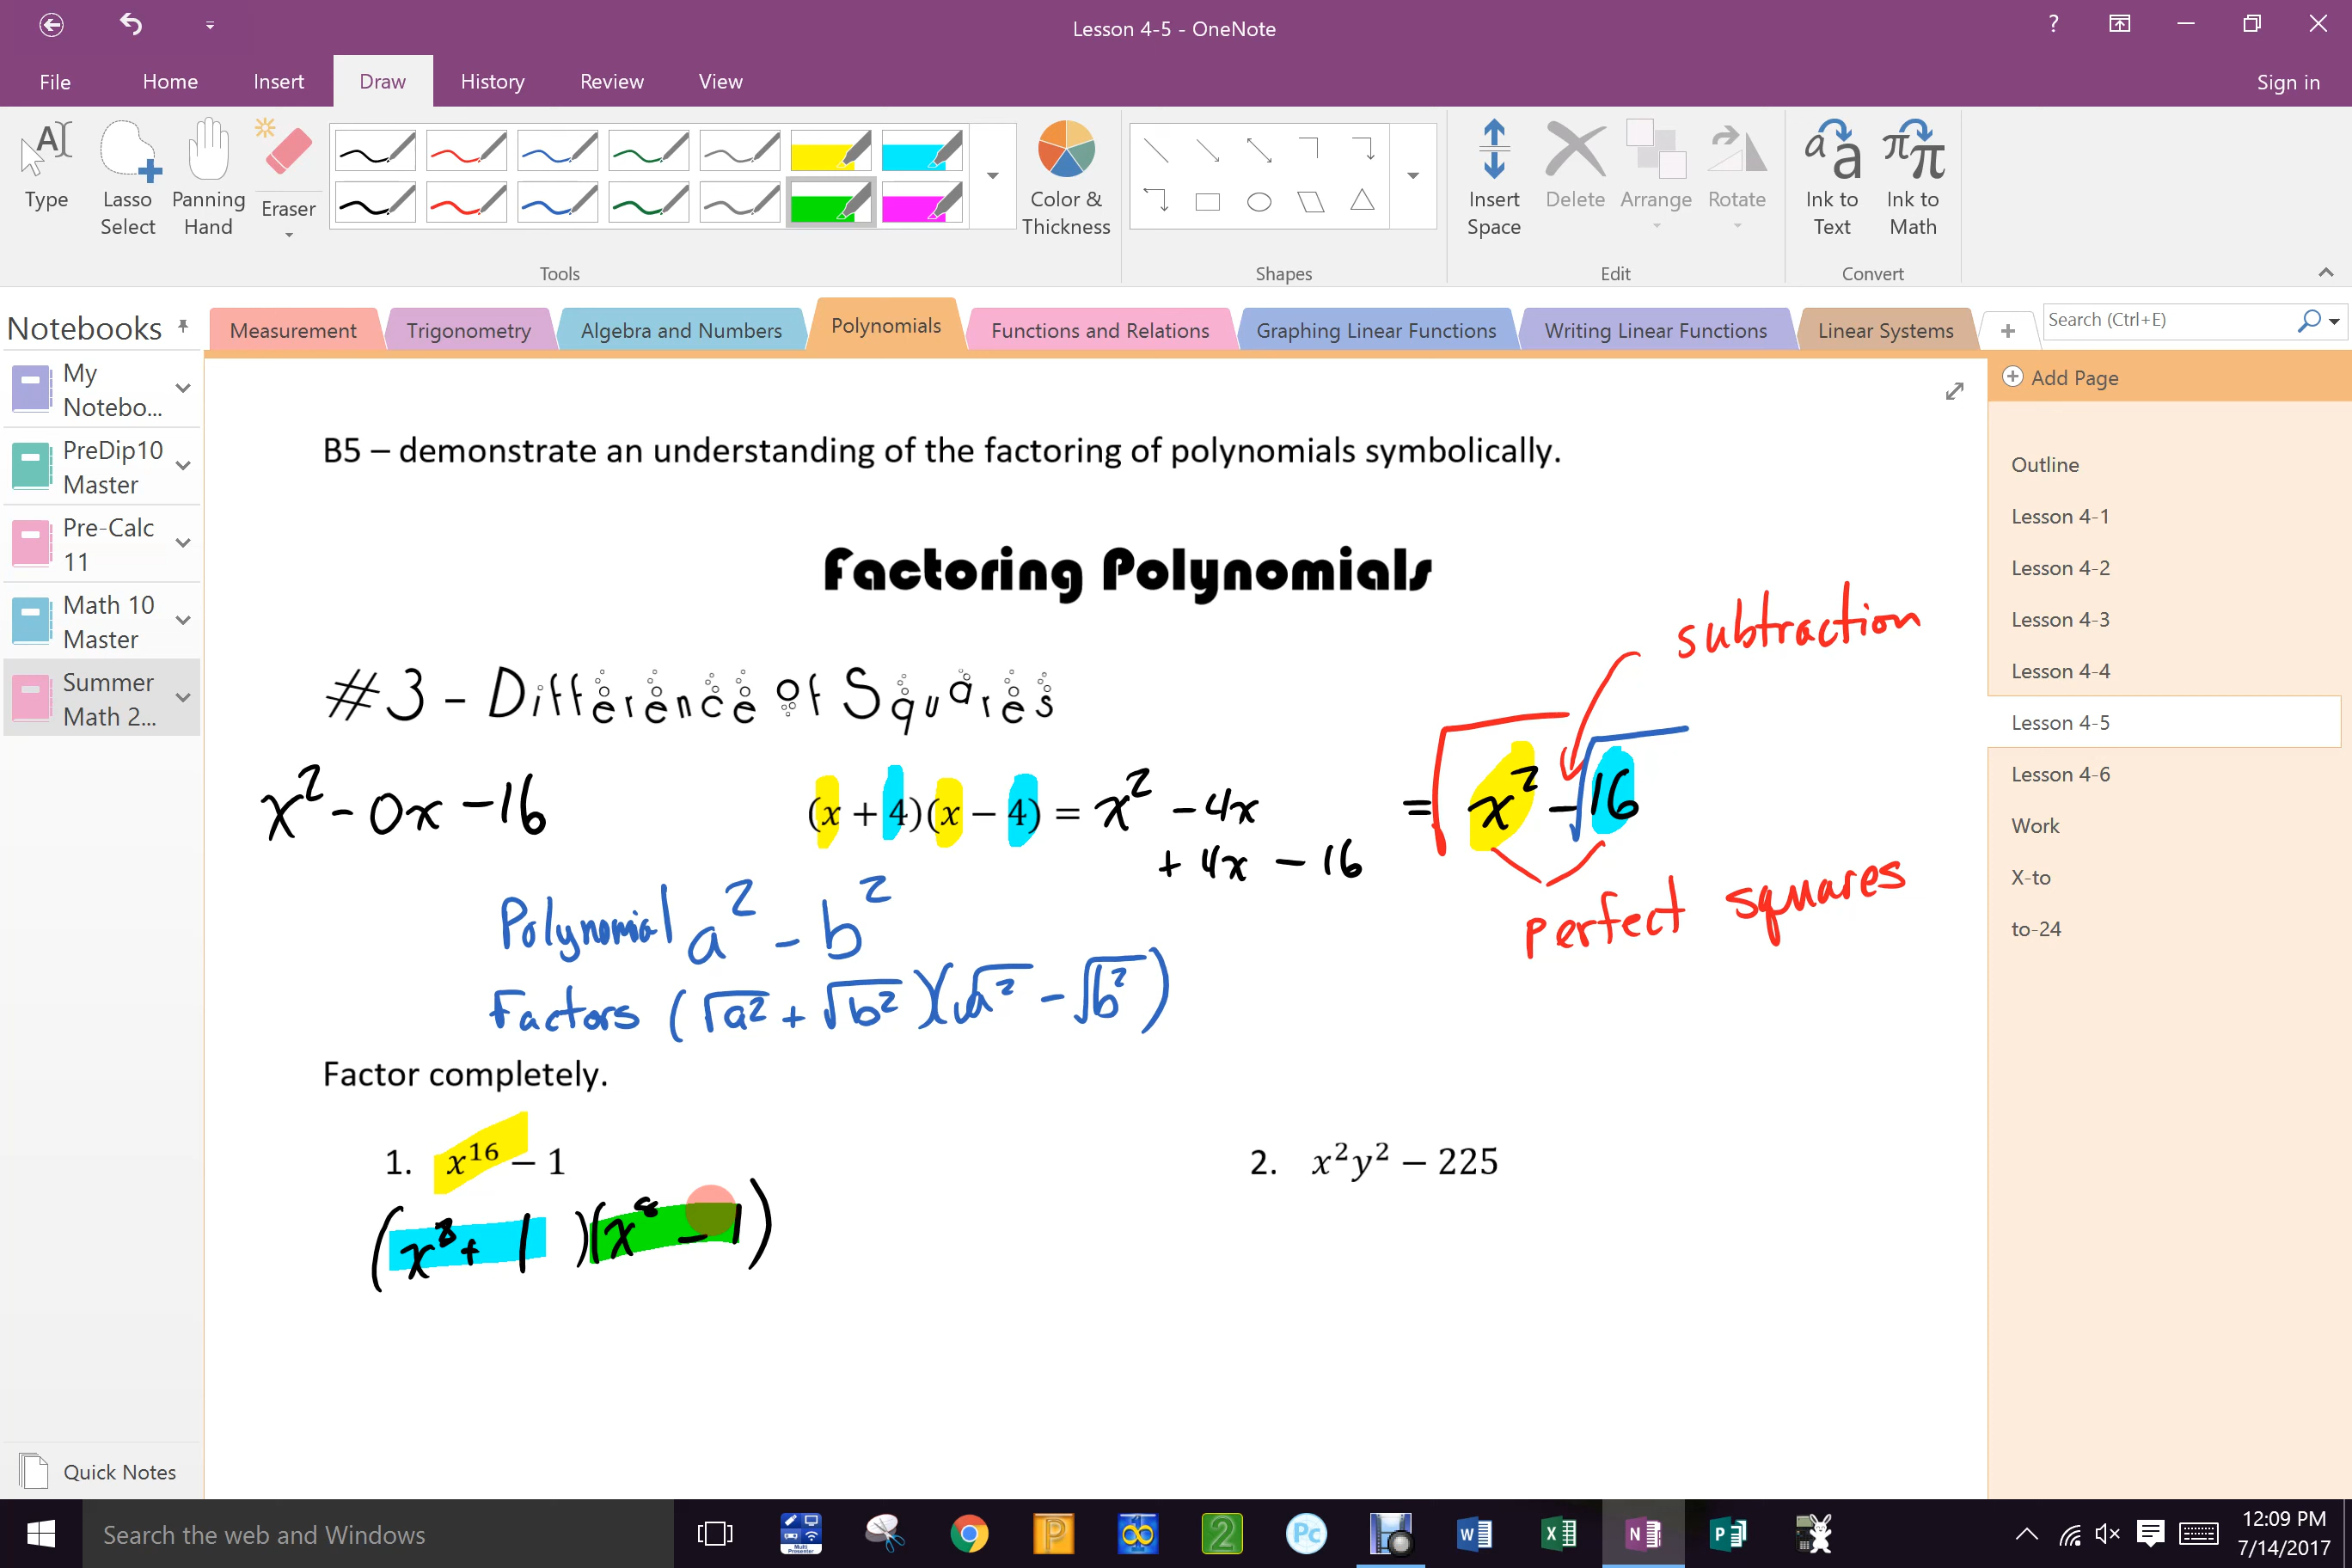 Lesson 4-5 - OneNote
File Home Insert Draw History Review View Sign in
Type
Lasso Select
Panning Hand
Eraser
Color & Thickness
Insert Space
Delete
Arrange
Rotate
Ink to Text
Ink to Math
Tools Shapes Edit Convert
Notebooks
Measurement Trigonometry Algebra and Numbers Polynomials Functions and Relations Graphing Linear Functions Writing Linear Functions Linear Systems
Search (Ctrl+E)
My Notebo...
PreDip10 Master
Pre-Calc 11
Math 10 Master
Summer Math 2...
Quick Notes
B5 – demonstrate an understanding of the factoring of polynomials symbolically.
Factoring Polynomials
subtraction
#3 - Difference of Squares
x² - 0x - 16
(x + 4)(x − 4) = x² - 4x
+ 4x - 16
= √x² - √16
perfect squares
Polynomial a² - b²
Factors (√a² + √b²)(√a² - √b²)
Factor completely.
1. x¹⁶ − 1
(x⁸ + 1)(x⁸ - 1)
2. x²y² − 225
Add Page
Outline
Lesson 4-1
Lesson 4-2
Lesson 4-3
Lesson 4-4
Lesson 4-5
Lesson 4-6
Work
X-to
to-24
Search the web and Windows
12:09 PM
7/14/2017